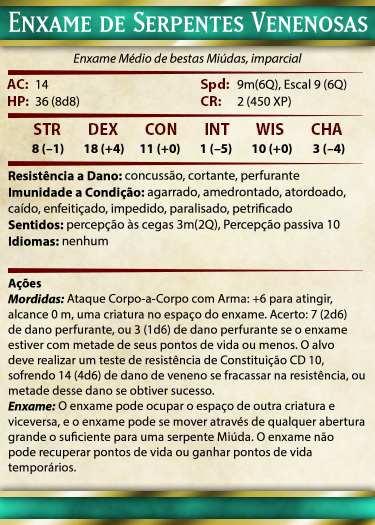 Enxame de Serpentes Venenosas
Enxame Médio de bestas Miúdas, imparcial
AC: 14 Spd: 9m(6Q), Escal 9 (6Q)
HP: 36 (8d8) CR: 2 (450 XP)
STR DEX CON INT WIS CHA
8 (–1) 18 (+4) 11 (+0) 1 (–5) 10 (+0) 3 (–4)
Resistência a Dano: concussão, cortante, perfurante
Imunidade a Condição: agarrado, amedrontado, atordoado,
caído, enfeitiçado, impedido, paralisado, petrificado
Sentidos: percepção às cegas 3m(2Q), Percepção passiva 10
Idiomas: nenhum
Ações
Mordidas: Ataque Corpo-a-Corpo com Arma: +6 para atingir,
alcance 0 m, uma criatura no espaço do enxame. Acerto: 7 (2d6)
de dano perfurante, ou 3 (1d6) de dano perfurante se o enxame
estiver com metade de seus pontos de vida ou menos. O alvo
deve realizar um teste de resistência de Constituição CD 10,
sofrendo 14 (4d6) de dano de veneno se fracassar na resistência, ou
metade desse dano se obtiver sucesso.
Enxame: O enxame pode ocupar o espaço de outra criatura e
viceversa, e o enxame pode se mover através de qualquer abertura
grande o suficiente para uma serpente Miúda. O enxame não
pode recuperar pontos de vida ou ganhar pontos de vida
temporários.